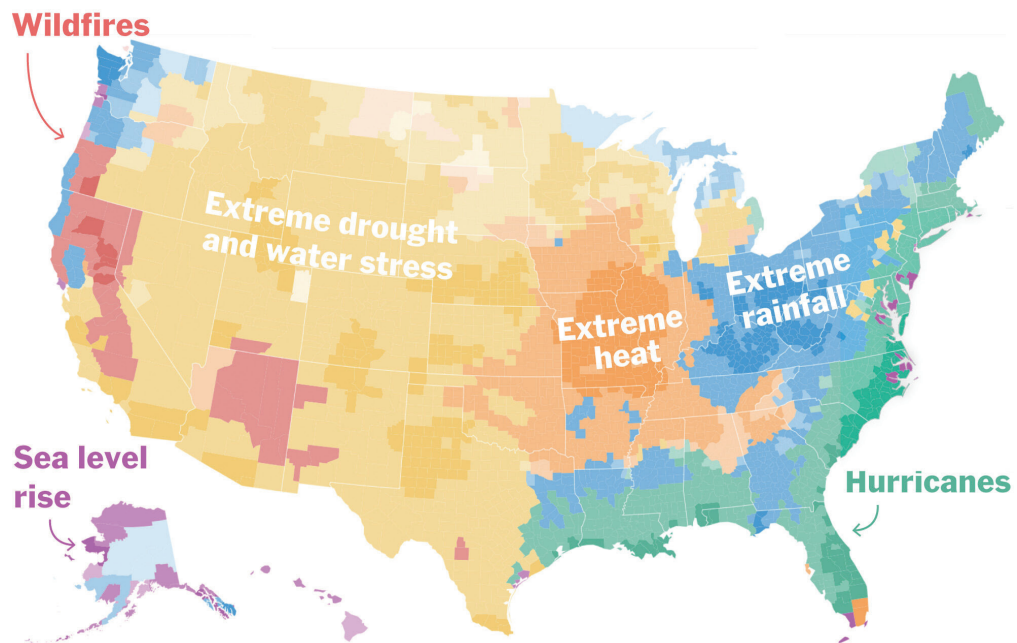 Wildfires
Extreme drought
and water stress
Extreme
rainfall
Extreme
heat
Sea level
rise
Hurricanes